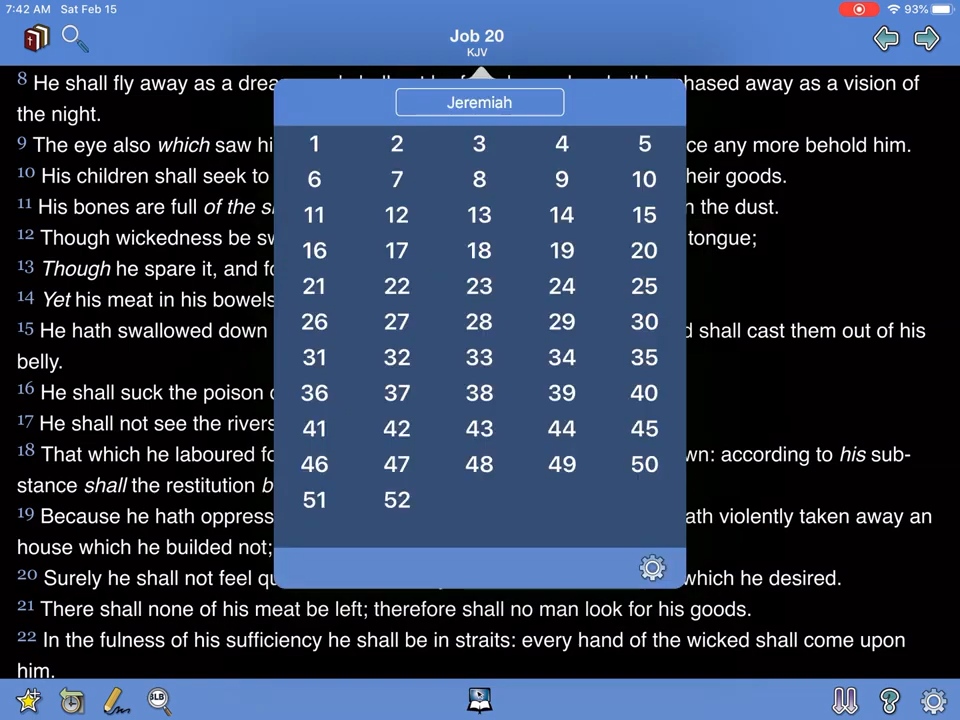 7:42 AM Sat Feb 15 93%
Job 20
KJV
8 He shall fly away as a drea hased away as a vision of
the night.
9 The eye also which saw hi ce any more behold him.
10 His children shall seek to heir goods.
11 His bones are full of the s n the dust.
12 Though wickedness be sw tongue;
13 Though he spare it, and fo
14 Yet his meat in his bowels
15 He hath swallowed down d shall cast them out of his
belly.
16 He shall suck the poison o
17 He shall not see the rivers
18 That which he laboured fo wn: according to his sub-
stance shall the restitution b
19 Because he hath oppress ath violently taken away an
house which he builded not;
20 Surely he shall not feel qu which he desired.
21 There shall none of his meat be left; therefore shall no man look for his goods.
22 In the fulness of his sufficiency he shall be in straits: every hand of the wicked shall come upon
him.
Jeremiah
1 2 3 4 5
6 7 8 9 10
11 12 13 14 15
16 17 18 19 20
21 22 23 24 25
26 27 28 29 30
31 32 33 34 35
36 37 38 39 40
41 42 43 44 45
46 47 48 49 50
51 52
BLB